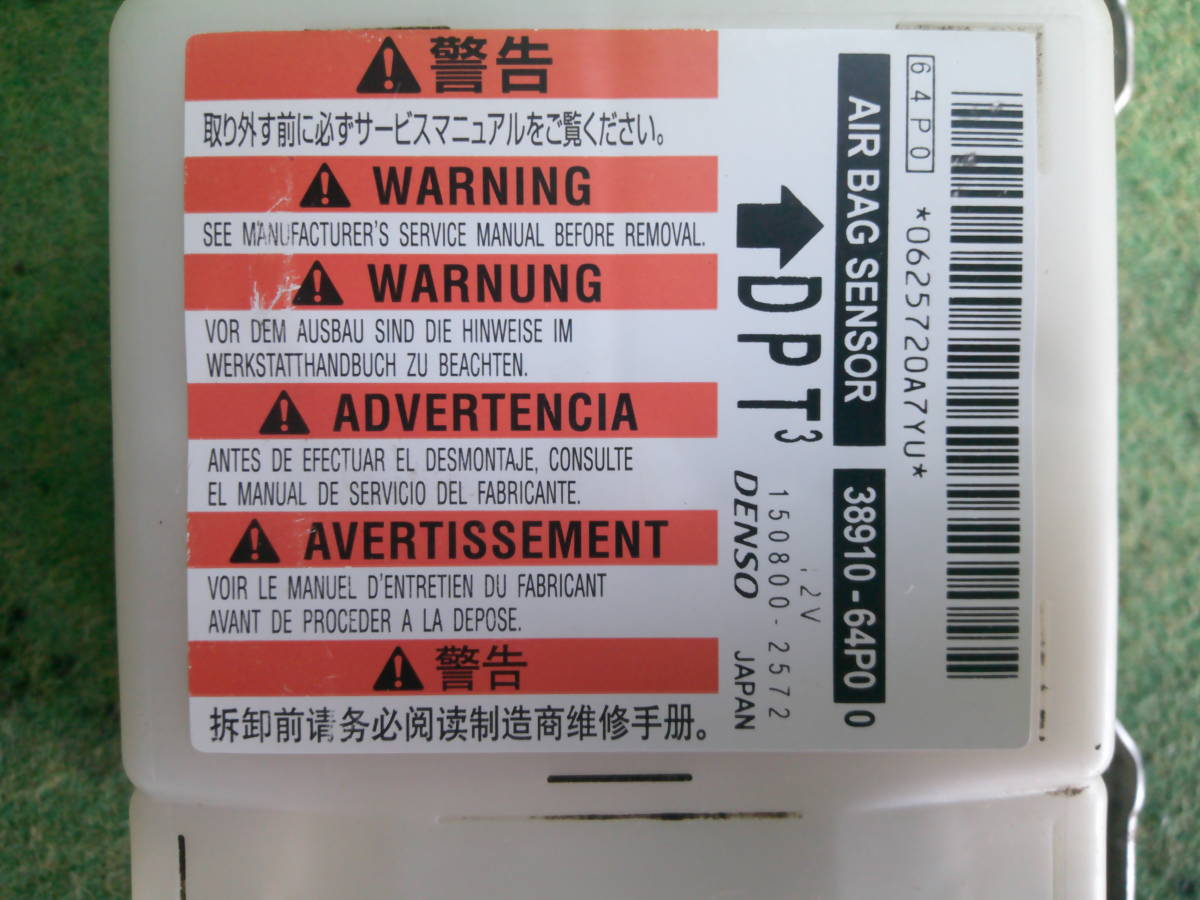 警告
取り外す前に必ずサービスマニュアルをご覧ください。
WARNING
SEE MANUFACTURER'S SERVICE MANUAL BEFORE REMOVAL.
WARNUNG
VOR DEM AUSBAU SIND DIE HINWEISE IM
WERKSTATTHANDBUCH ZU BEACHTEN.
ADVERTENCIA
ANTES DE EFECTUAR EL DESMONTAJE, CONSULTE
EL MANUAL DE SERVICIO DEL FABRICANTE.
AVERTISSEMENT
VOIR LE MANUEL D'ENTRETIEN DU FABRICANT
AVANT DE PROCEDER A LA DEPOSE.
警告
拆卸前请务必阅读制造商维修手册。
64P0
*06257720A7YU*
AIR BAG SENSOR 38910-64P0 0
2V
DPT3
150800-2572
DENSO JAPAN